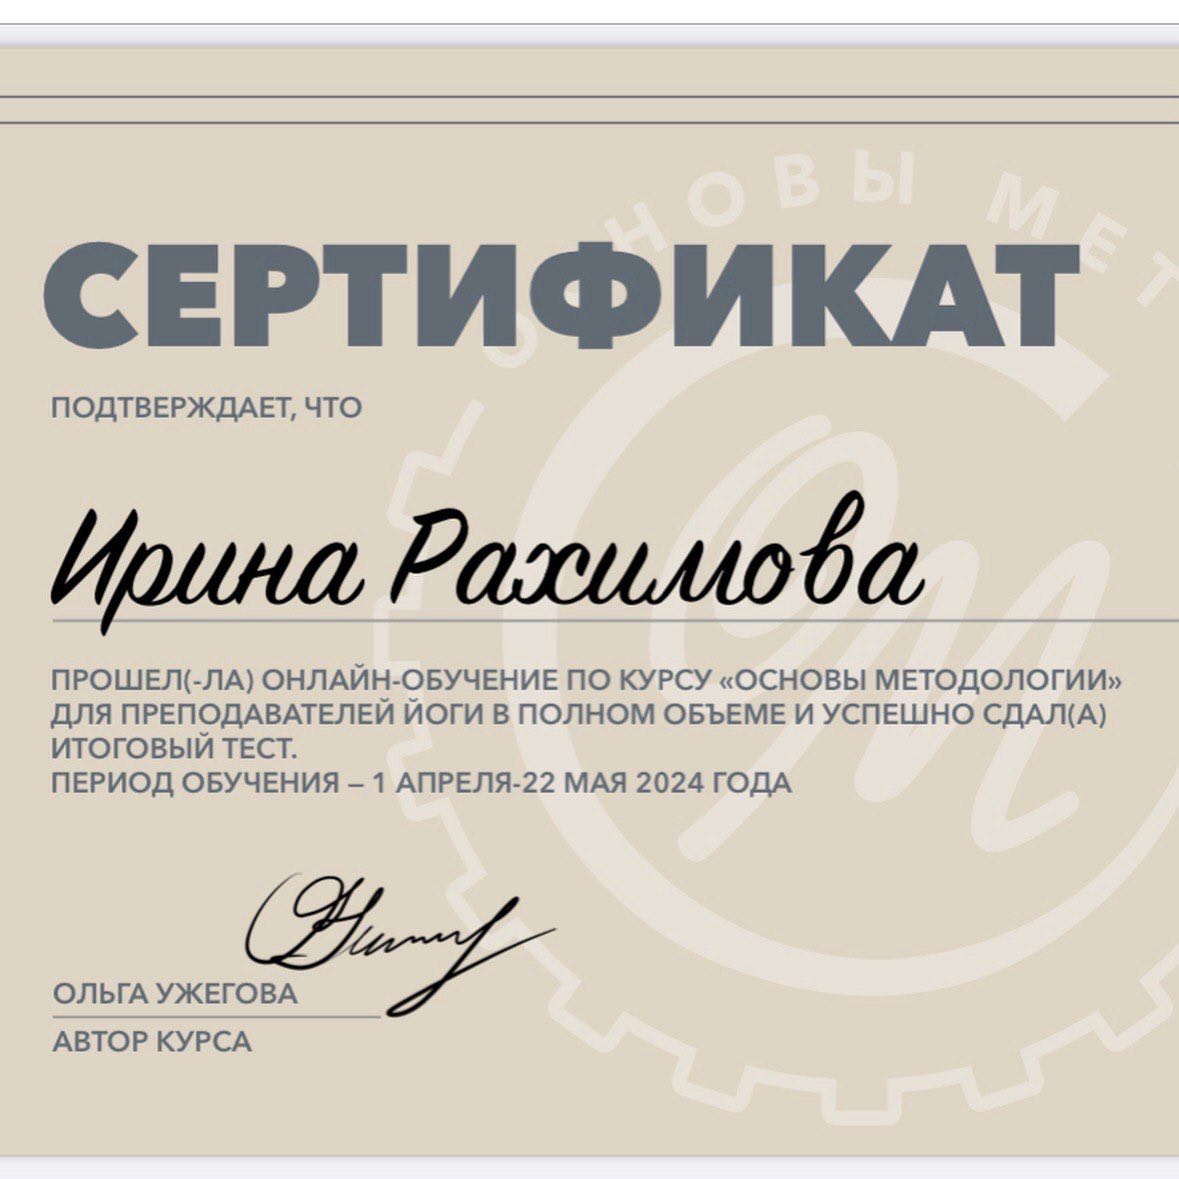 ОСНОВЫ МЕТ
СЕРТИФИКАТ
ПОДТВЕРЖДАЕТ, ЧТО
Ирина Рахимова
ПРОШЕЛ(-ЛА) ОНЛАЙН-ОБУЧЕНИЕ ПО КУРСУ «ОСНОВЫ МЕТОДОЛОГИИ»
ДЛЯ ПРЕПОДАВАТЕЛЕЙ ЙОГИ В ПОЛНОМ ОБЪЕМЕ И УСПЕШНО СДАЛ(А)
ИТОГОВЫЙ ТЕСТ.
ПЕРИОД ОБУЧЕНИЯ – 1 АПРЕЛЯ-22 МАЯ 2024 ГОДА
ОЛЬГА УЖЕГОВА
АВТОР КУРСА